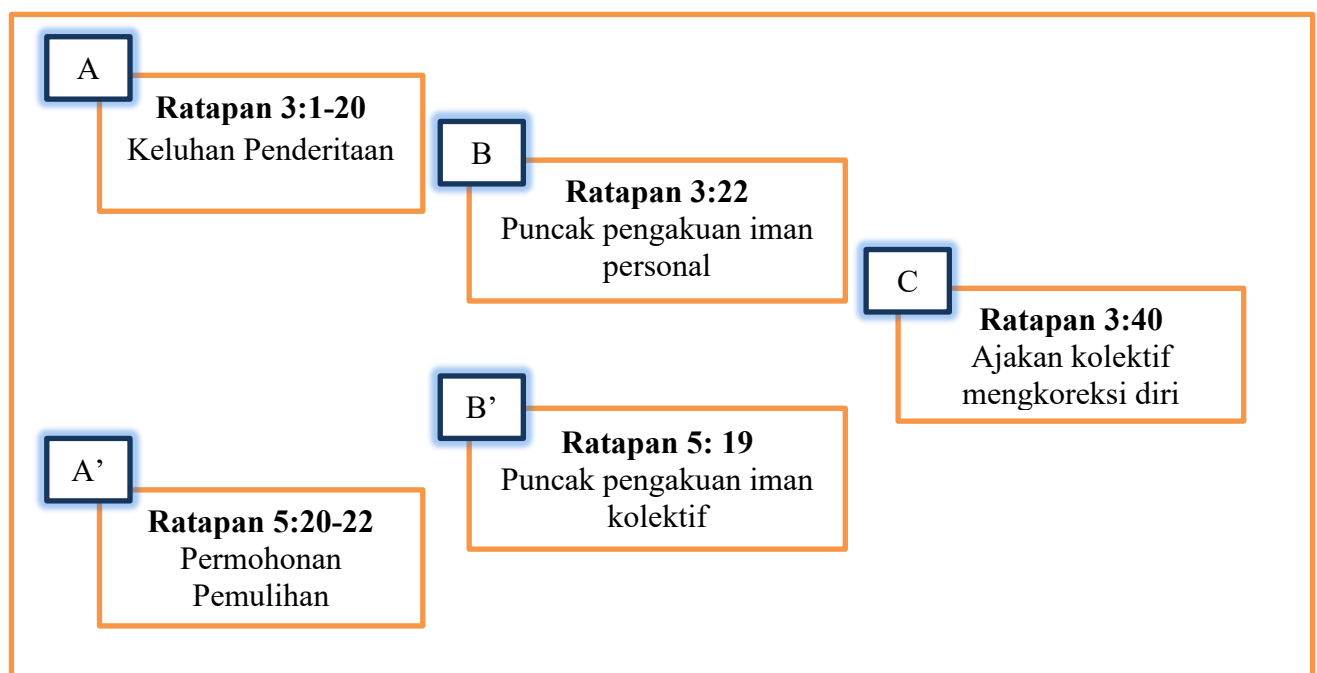 A
Ratapan 3:1-20
Keluhan Penderitaan
B
Ratapan 3:22
Puncak pengakuan iman
personal
C
Ratapan 3:40
Ajakan kolektif
mengkoreksi diri
B’
Ratapan 5: 19
Puncak pengakuan iman
kolektif
A’
Ratapan 5:20-22
Permohonan
Pemulihan